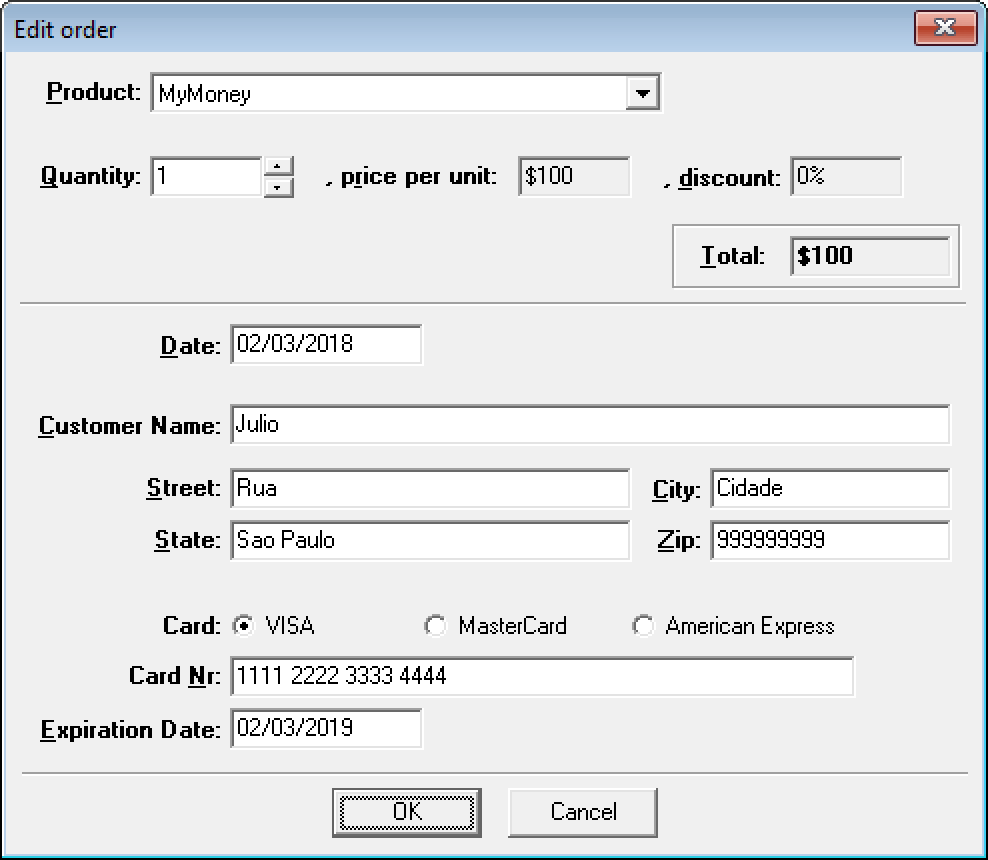 Edit order
Product: MyMoney
Quantity: 1 , price per unit: $100 , discount: 0%
Total: $100
Date: 02/03/2018
Customer Name: Julio
Street: Rua City: Cidade
State: Sao Paulo Zip: 999999999
Card: VISA MasterCard American Express
Card Nr: 1111 2222 3333 4444
Expiration Date: 02/03/2019
OK Cancel